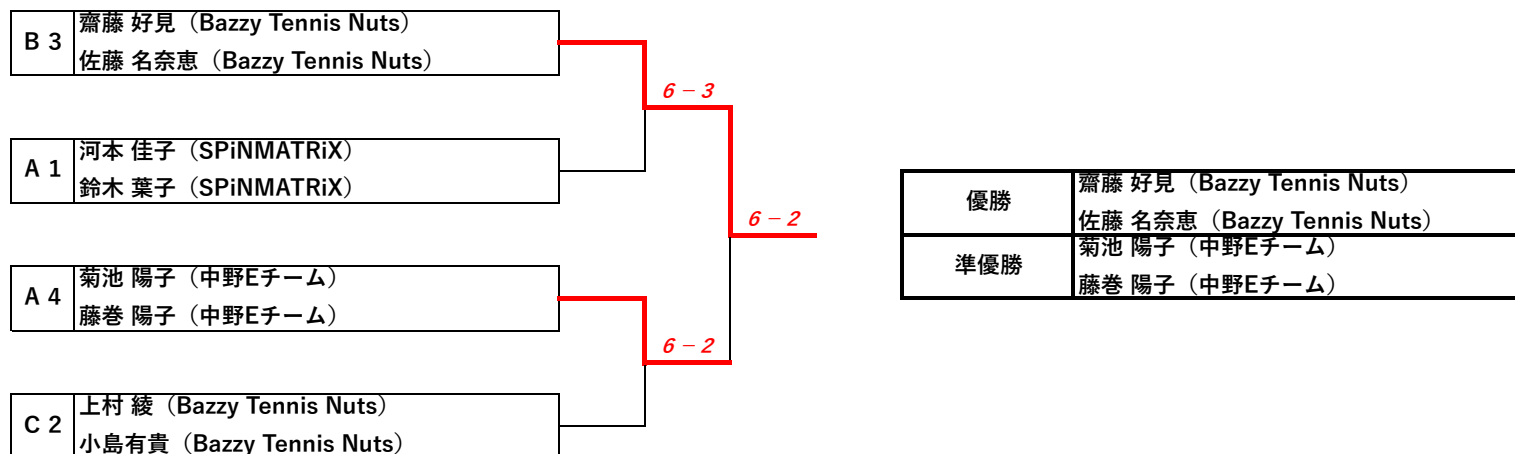 B 3
齋藤 好見（Bazzy Tennis Nuts）
佐藤 名奈恵（Bazzy Tennis Nuts）
6 − 3
A 1
河本 佳子（SPiNMATRiX）
鈴木 葉子（SPiNMATRiX）
6 − 2
A 4
菊池 陽子（中野Eチーム）
藤巻 陽子（中野Eチーム）
6 − 2
C 2
上村 綾（Bazzy Tennis Nuts）
小島有貴（Bazzy Tennis Nuts）
優勝
齋藤 好見（Bazzy Tennis Nuts）
佐藤 名奈恵（Bazzy Tennis Nuts）
準優勝
菊池 陽子（中野Eチーム）
藤巻 陽子（中野Eチーム）